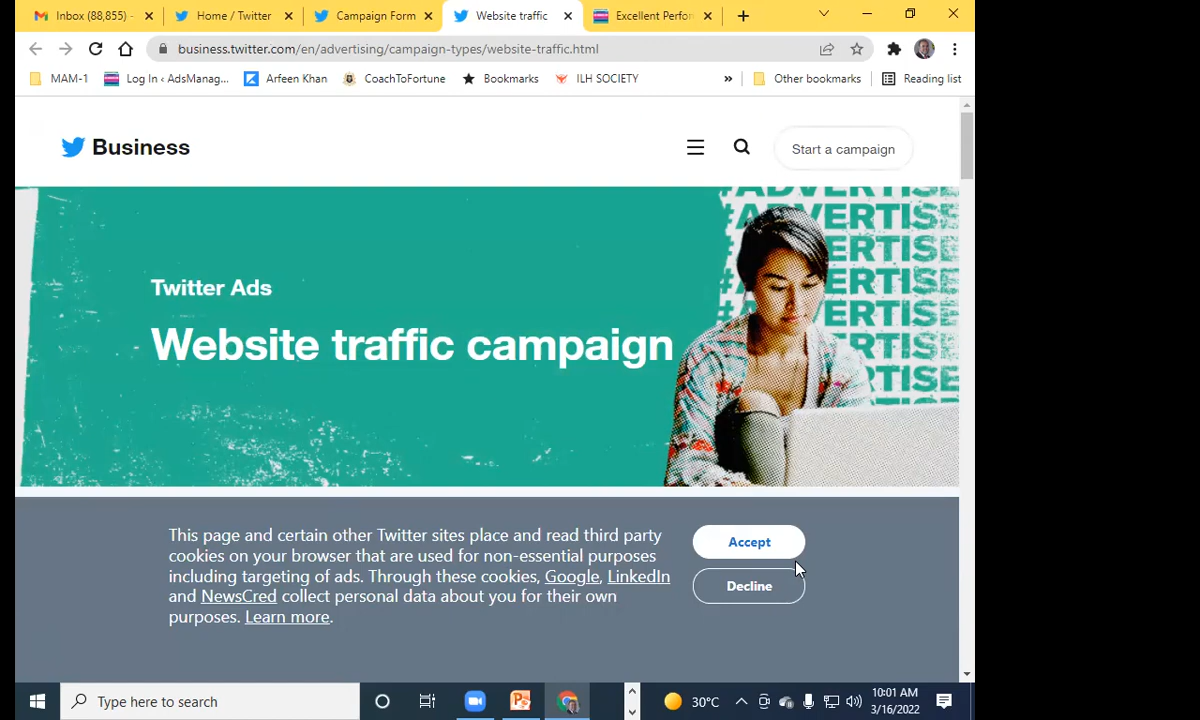 Inbox (88,855) -
Home / Twitter
Campaign Form
Website traffic
Excellent Perfo
business.twitter.com/en/advertising/campaign-types/website-traffic.html
MAM-1
Log In ‹ AdsManag...
Arfeen Khan
CoachToFortune
Bookmarks
ILH SOCIETY
»
Other bookmarks
Reading list
Business
Start a campaign
#ADVERTISE
#ADVERTISE
#ADVERTISE
Twitter Ads
Website traffic campaign
This page and certain other Twitter sites place and read third party
cookies on your browser that are used for non-essential purposes
including targeting of ads. Through these cookies, Google, LinkedIn
and NewsCred collect personal data about you for their own
purposes. Learn more.
Accept
Decline
Type here to search
30°C
10:01 AM
3/16/2022